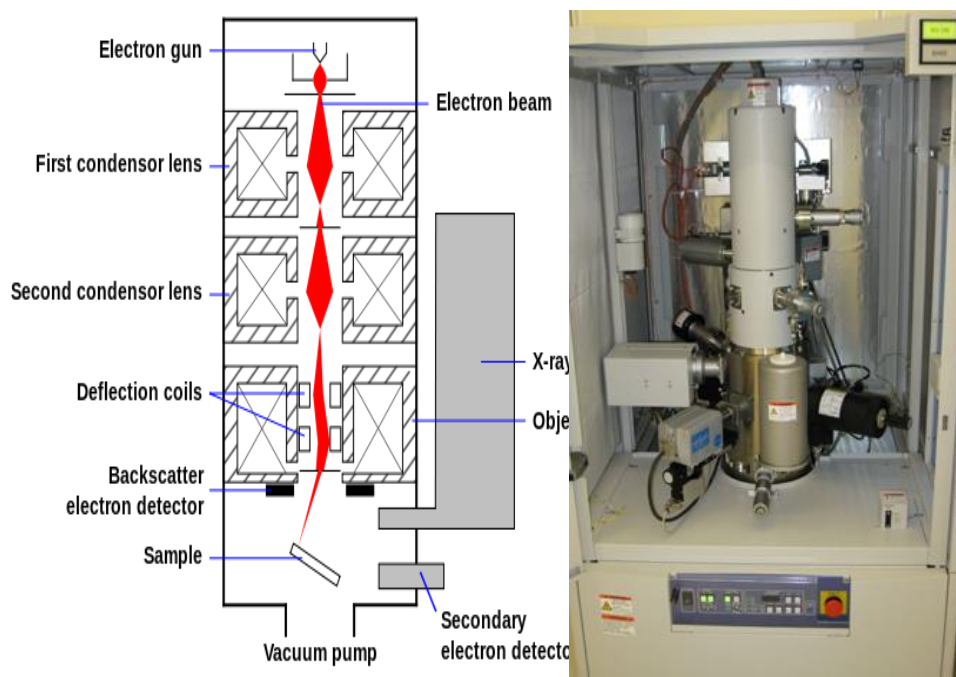 Electron gun
Electron beam
First condensor lens
Second condensor lens
X-ray
Deflection coils
Obje
Backscatter
electron detector
Sample
Secondary
electron detecto
Vacuum pump